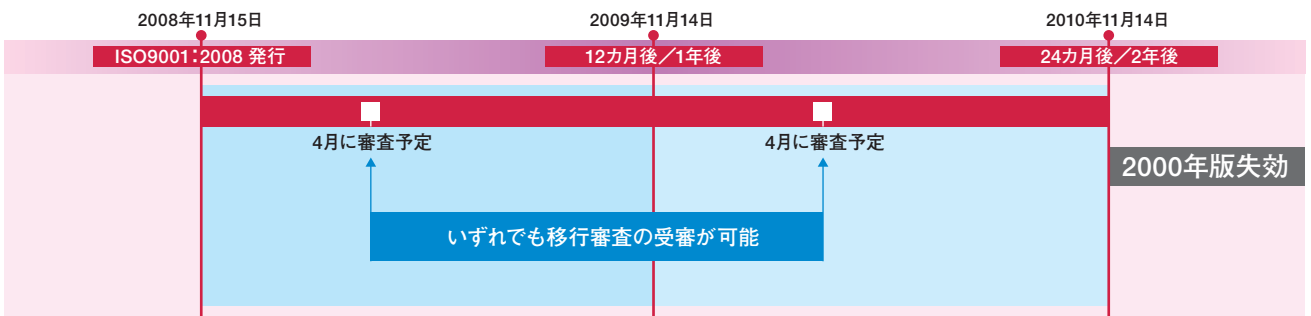 2008年11月15日
2009年11月14日
2010年11月14日
ISO9001：2008 発行
12カ月後／1年後
24カ月後／2年後
4月に審査予定
4月に審査予定
2000年版失効
いずれでも移行審査の受審が可能